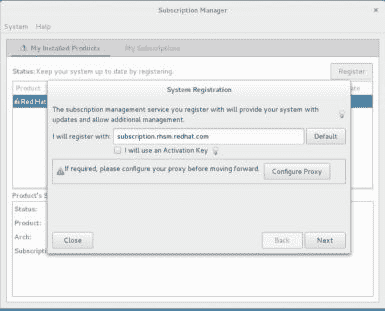 Subscription Manager
System Help
My Installed Products My Subscriptions
Status: Keep your system up to date by registering. Register
Product
Red Hat
System Registration
The subscription management service you register with will provide your system with
updates and allow additional management.
I will register with: subscription.rhsm.redhat.com Default
I will use an Activation Key
If required, please configure your proxy before moving forward. Configure Proxy
Product's S
Status:
Product:
Arch:
Subscripti
Close Back Next